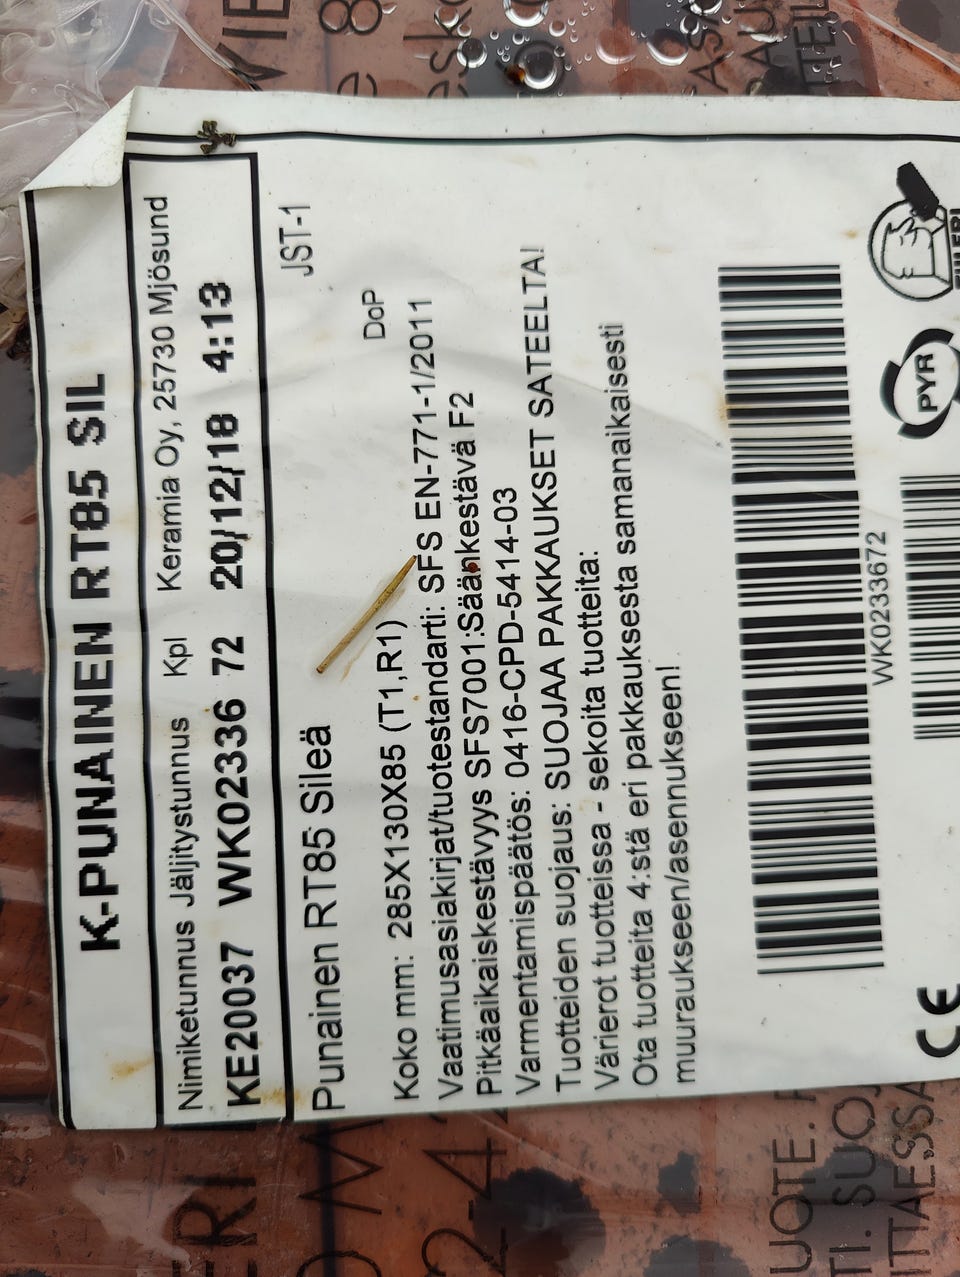 K-PUNAINEN RT85 SIL
Nimiketunnus Jäljitystunnus Kpl Keramia Oy, 25730 Mjösund
KE20037 WK02336 72 20/12/18 4:13
Punainen RT85 Sileä JST-1
Koko mm: 285X130X85 (T1,R1) DoP
Vaatimusasiakirjat/tuotestandarti: SFS EN-771-1/2011
Pitkäaikaiskestävyys SFS7001:Säänkestävä F2
Varmentamispäätös: 0416-CPD-5414-03
Tuotteiden suojaus: SUOJAA PAKKAUKSET SATEELTA!
Värierot tuotteissa - sekoita tuotteita:
Ota tuotteita 4:stä eri pakkauksesta samanaikaisesti
muuraukseen/asennukseen!
WK0233672
CE PYR